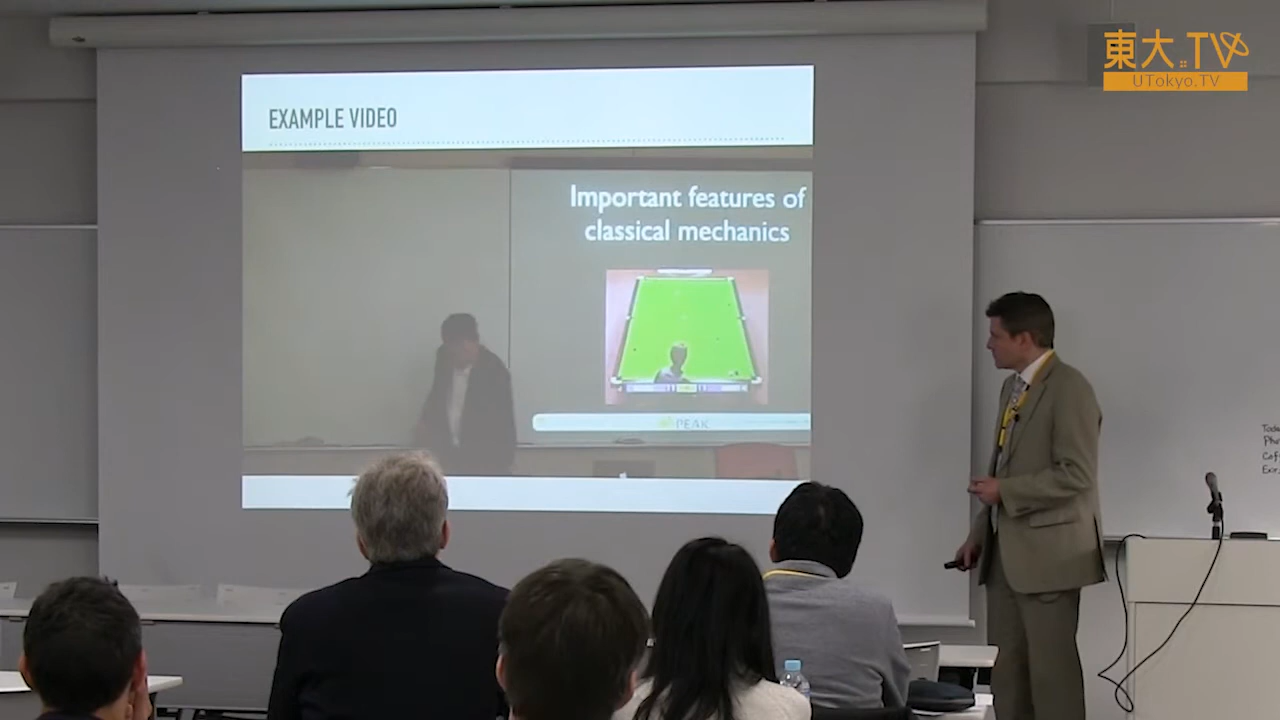 東大.TV
UTokyo.TV
EXAMPLE VIDEO
Important features of
classical mechanics
PEAK